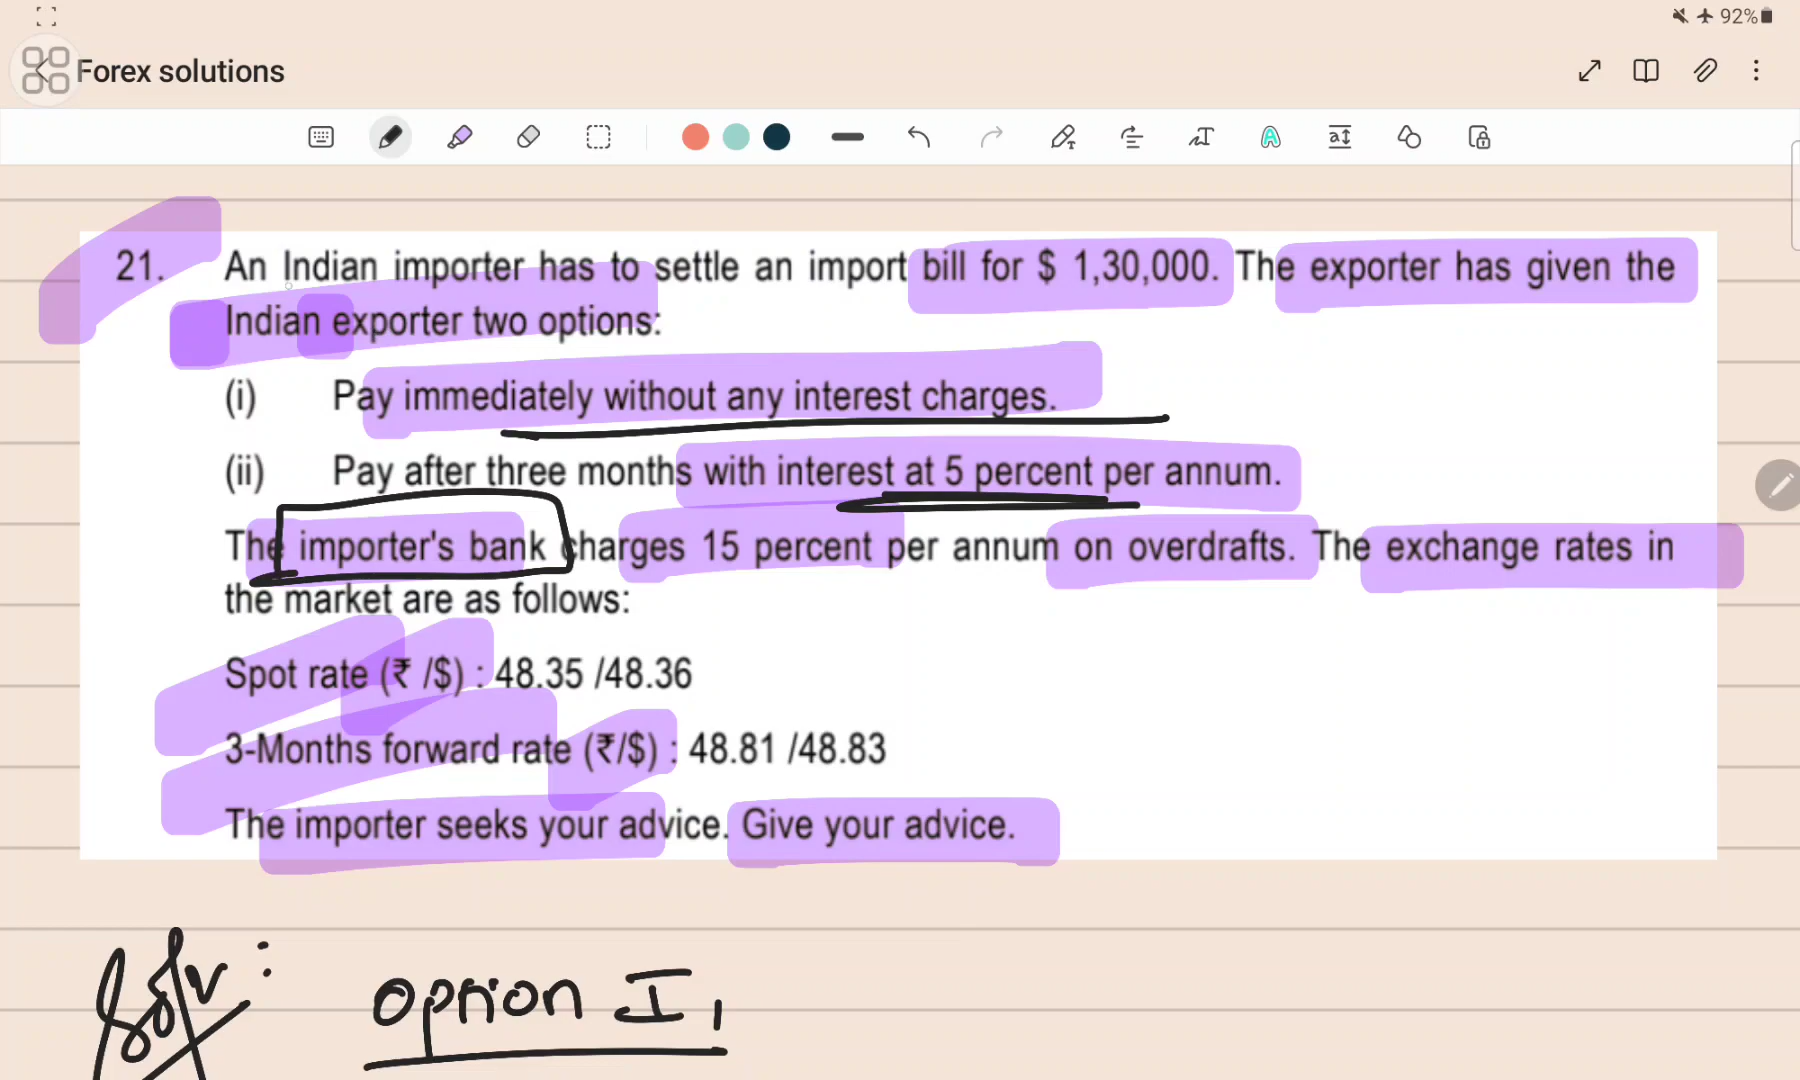 92%
Forex solutions
21. An Indian importer has to settle an import bill for $ 1,30,000. The exporter has given the
Indian exporter two options:
(i) Pay immediately without any interest charges.
(ii) Pay after three months with interest at 5 percent per annum.
The importer's bank charges 15 percent per annum on overdrafts. The exchange rates in
the market are as follows:
Spot rate (₹ /$) : 48.35 /48.36
3-Months forward rate (₹/$) : 48.81 /48.83
The importer seeks your advice. Give your advice.
Soln:
Option I,